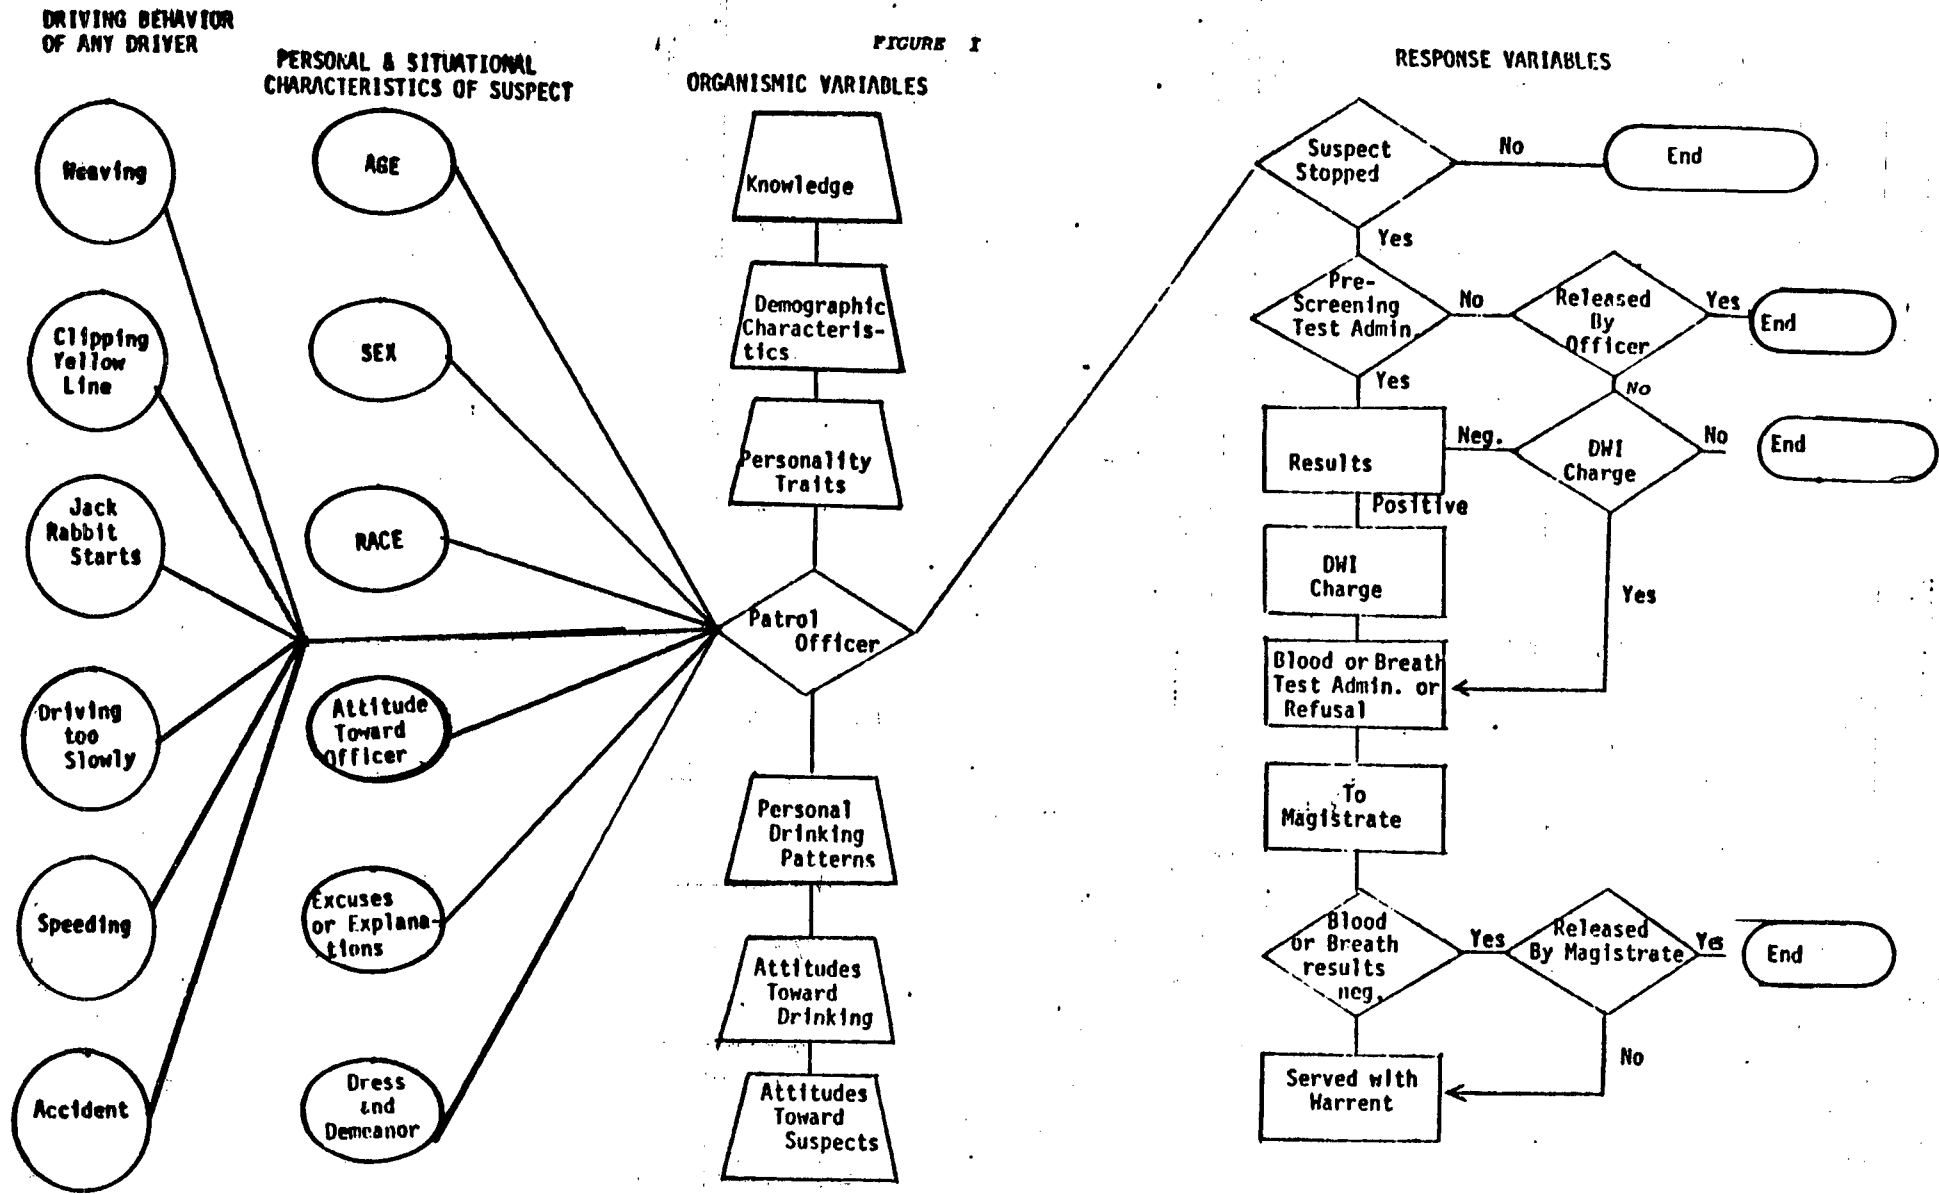 DRIVING BEHAVIOR
OF ANY DRIVER
Weaving
Clipping
Yellow
Line
Jack
Rabbit
Starts
Driving
too
Slowly
Speeding
Accident
PERSONAL & SITUATIONAL
CHARACTERISTICS OF SUSPECT
AGE
SEX
RACE
Attitude
Toward
Officer
Excuses
or Explana-
tions
Dress
and
Demeanor
FIGURE I
ORGANISMIC VARIABLES
Knowledge
Demographic
Characteris-
tics
Personality
Traits
Patrol
Officer
Personal
Drinking
Patterns
Attitudes
Toward
Drinking
Attitudes
Toward
Suspects
RESPONSE VARIABLES
Suspect
Stopped
No
End
Yes
Pre-
Screening
Test Admin.
No
Released
By
Officer
Yes
End
Yes
No
Results
Neg.
DWI
Charge
No
End
Positive
DWI
Charge
Yes
Blood or Breath
Test Admin. or
Refusal
To
Magistrate
Blood
or Breath
results
neg.
Yes
Released
By Magistrate
Yes
End
No
Served with
Warrent